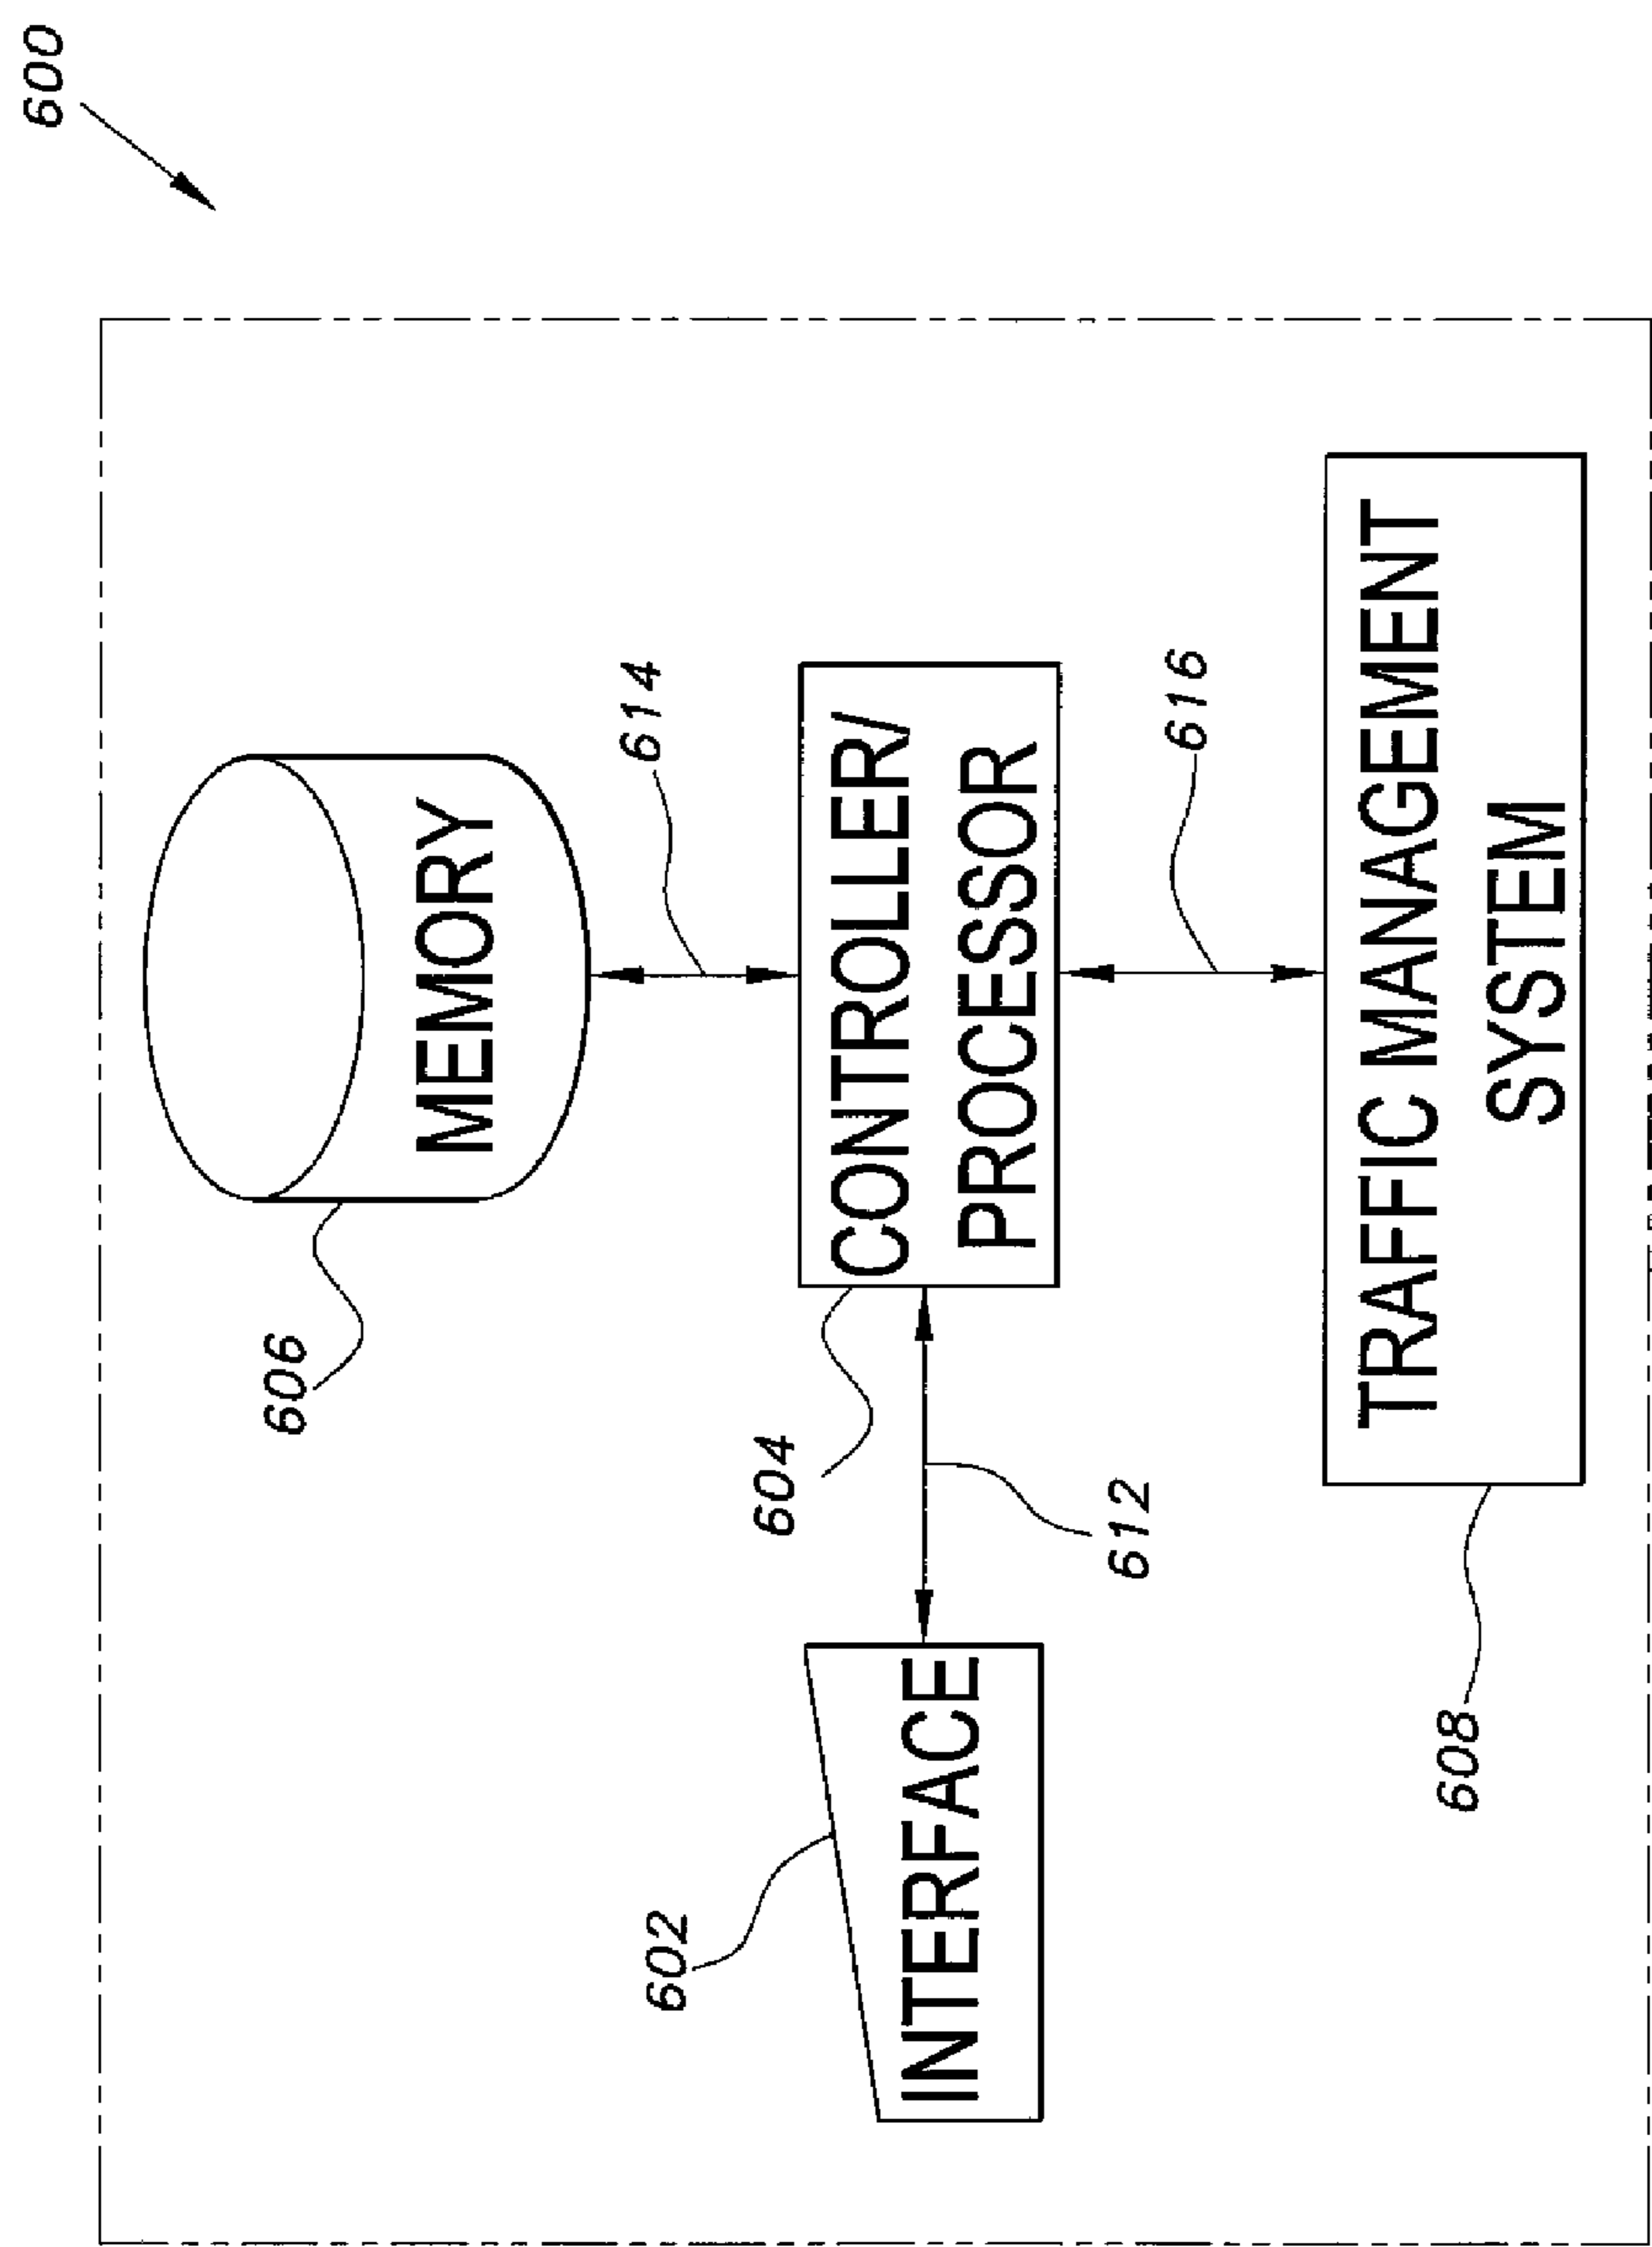 600
MEMORY
606
614
CONTROLLER/
PROCESSOR
604
612
INTERFACE
602
616
TRAFFIC MANAGEMENT
SYSTEM
608